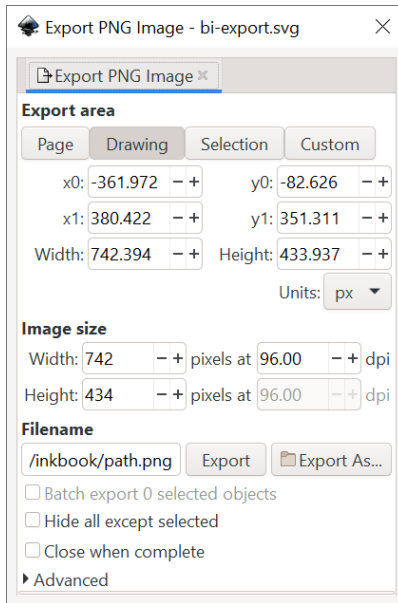 Export PNG Image - bi-export.svg
Export PNG Image
Export area
Page Drawing Selection Custom
x0: -361.972 y0: -82.626
x1: 380.422 y1: 351.311
Width: 742.394 Height: 433.937
Units: px
Image size
Width: 742 pixels at 96.00 dpi
Height: 434 pixels at 96.00 dpi
Filename
/inkbook/path.png Export Export As...
Batch export 0 selected objects
Hide all except selected
Close when complete
Advanced